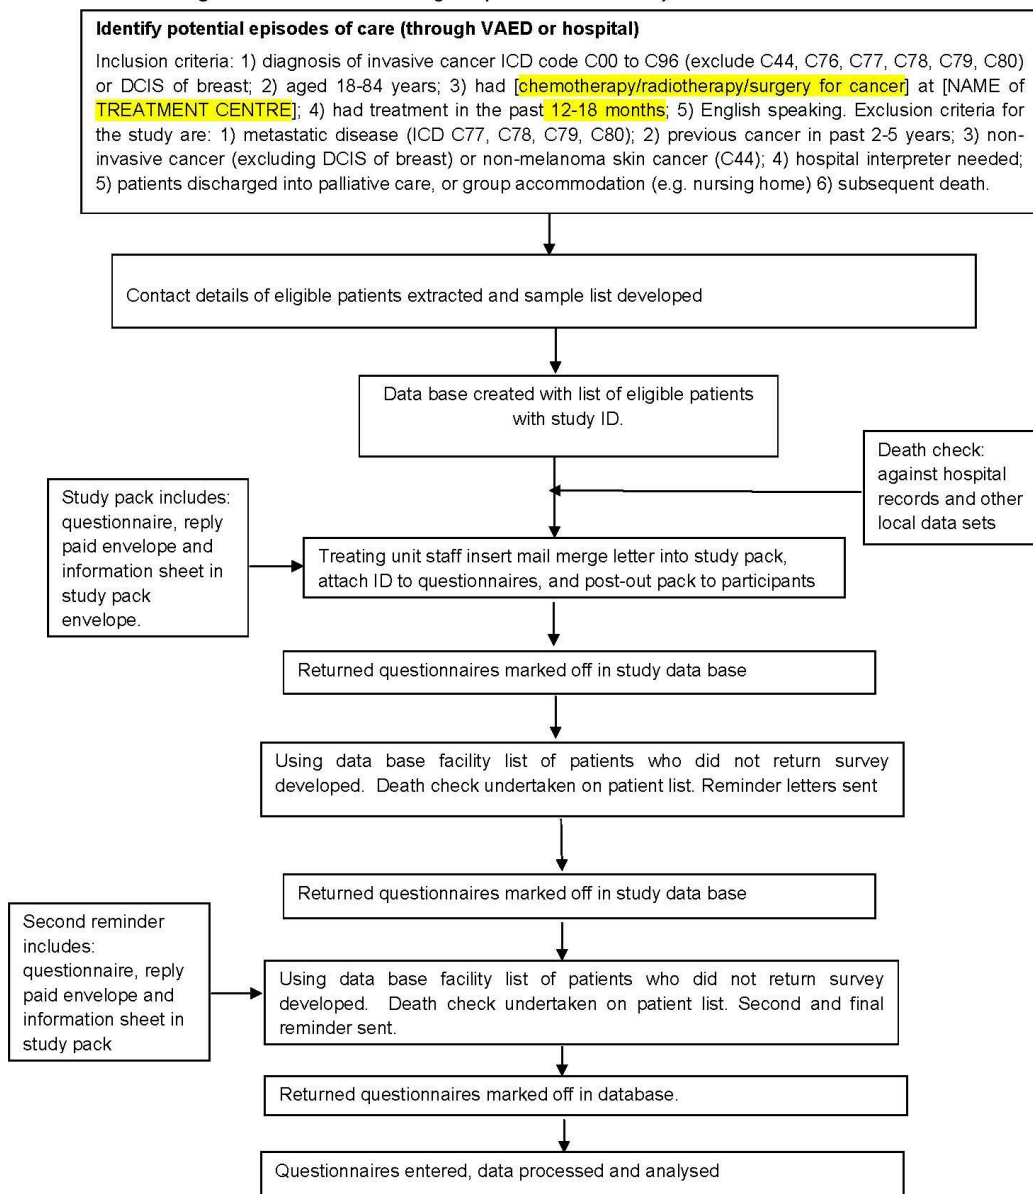 Identify potential episodes of care (through VAED or hospital)
Inclusion criteria: 1) diagnosis of invasive cancer ICD code C00 to C96 (exclude C44, C76, C77, C78, C79, C80)
or DCIS of breast; 2) aged 18-84 years; 3) had [chemotherapy/radiotherapy/surgery for cancer] at [NAME of
TREATMENT CENTRE]; 4) had treatment in the past 12-18 months; 5) English speaking. Exclusion criteria for
the study are: 1) metastatic disease (ICD C77, C78, C79, C80); 2) previous cancer in past 2-5 years; 3) non-
invasive cancer (excluding DCIS of breast) or non-melanoma skin cancer (C44); 4) hospital interpreter needed;
5) patients discharged into palliative care, or group accommodation (e.g. nursing home) 6) subsequent death.
Contact details of eligible patients extracted and sample list developed
Data base created with list of eligible patients
with study ID.
Death check:
against hospital
records and other
local data sets
Study pack includes:
questionnaire, reply
paid envelope and
information sheet in
study pack
envelope.
Treating unit staff insert mail merge letter into study pack,
attach ID to questionnaires, and post-out pack to participants
Returned questionnaires marked off in study data base
Using data base facility list of patients who did not return survey
developed. Death check undertaken on patient list. Reminder letters sent
Returned questionnaires marked off in study data base
Second reminder
includes:
questionnaire, reply
paid envelope and
information sheet in
study pack
Using data base facility list of patients who did not return survey
developed. Death check undertaken on patient list. Second and final
reminder sent.
Returned questionnaires marked off in database.
Questionnaires entered, data processed and analysed